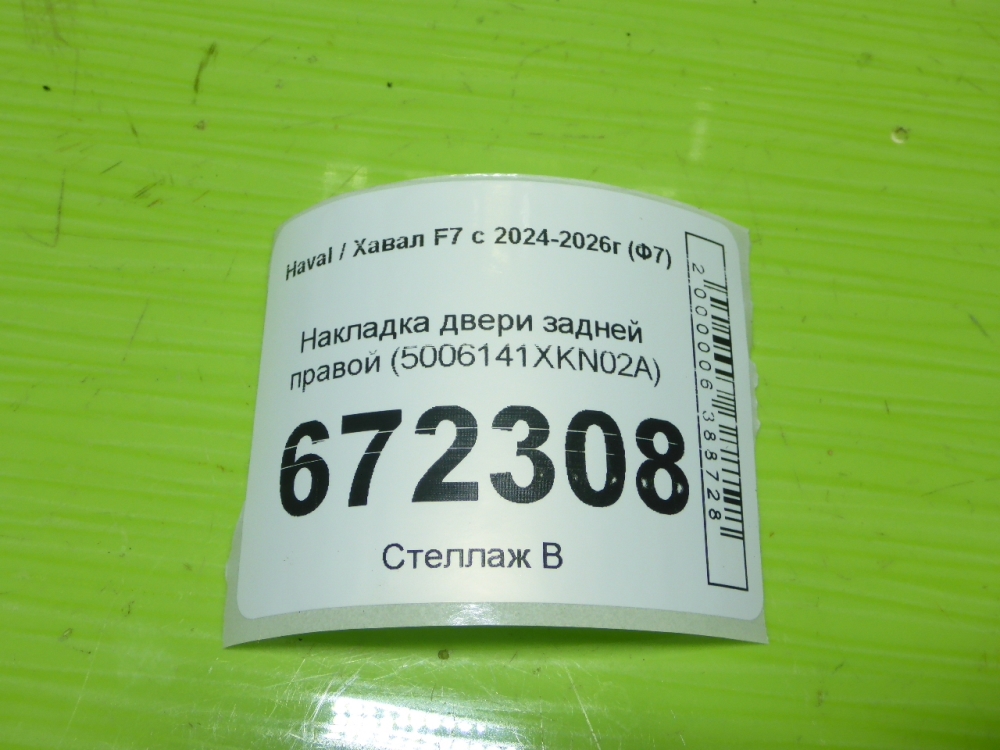 Haval / Хавал F7 с 2024-2026г (Ф7)
Накладка двери задней
правой (5006141XKN02A)
672308
Стеллаж В
2000006388728